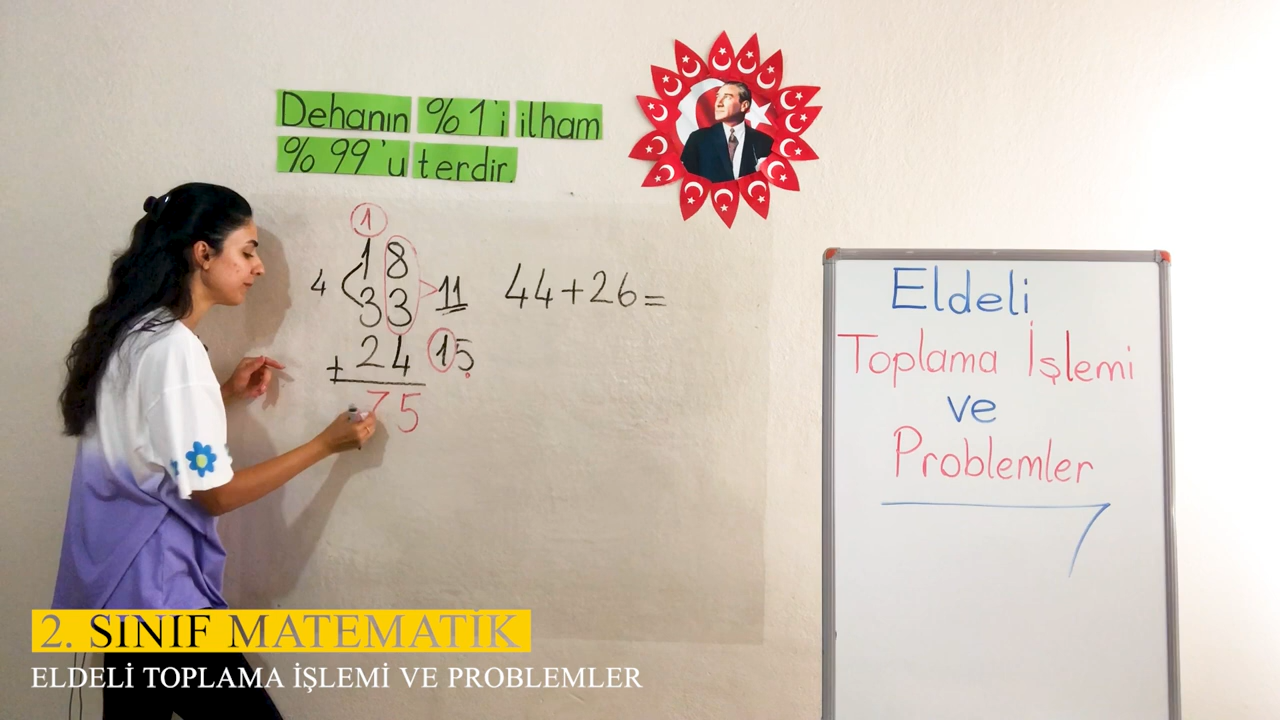 Dehanın %1'i ilham
%99'u terdir.
1
18
4
33
11
+24
15
75
44+26=
Eldeli
Toplama İşlemi
ve
Problemler
2. SINIF MATEMATİK
ELDELİ TOPLAMA İŞLEMİ VE PROBLEMLER